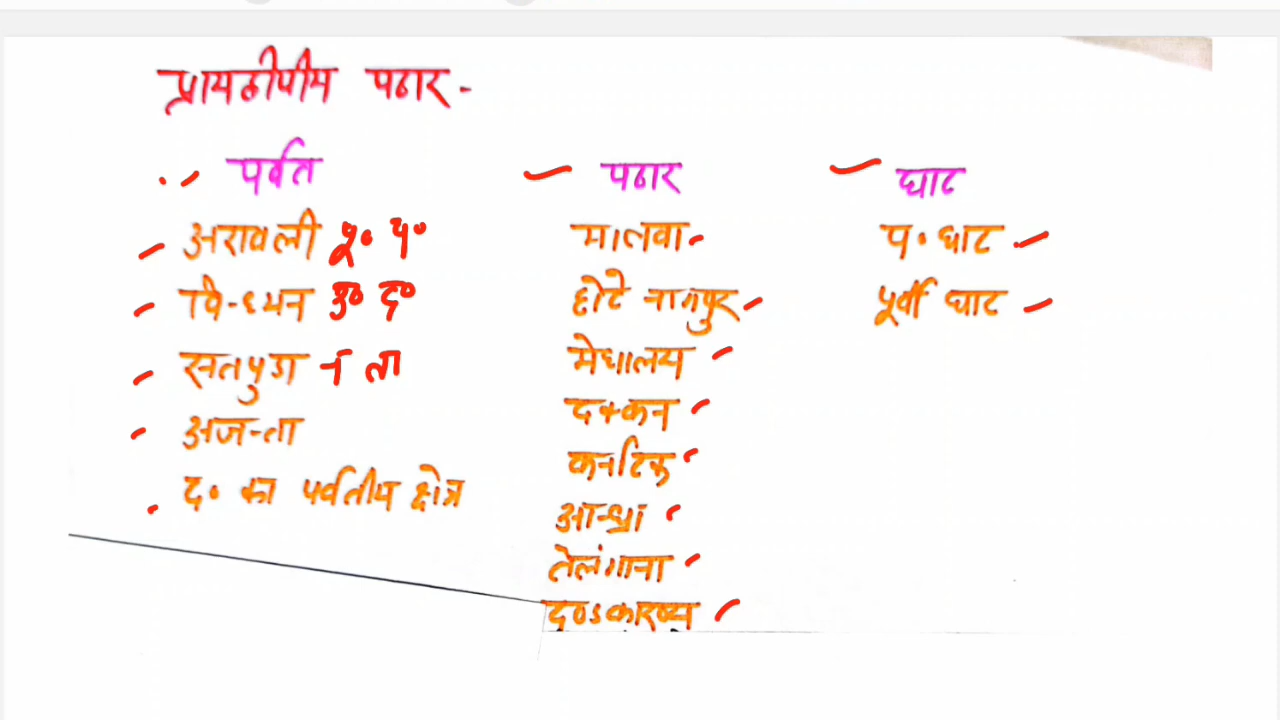 प्रायद्वीपीय पठार -
पर्वत
अरावली पू० प०
विन्ध्यन उ० द०
सतपुड़ा न ता
अजन्ता
द० का पर्वतीय क्षेत्र
पठार
मालवा
छोटे नागपुर
मेघालय
दक्कन
कर्नाटक
आन्ध्रा
तेलंगाना
दण्डकारण्य
घाट
प० घाट
पूर्वी घाट